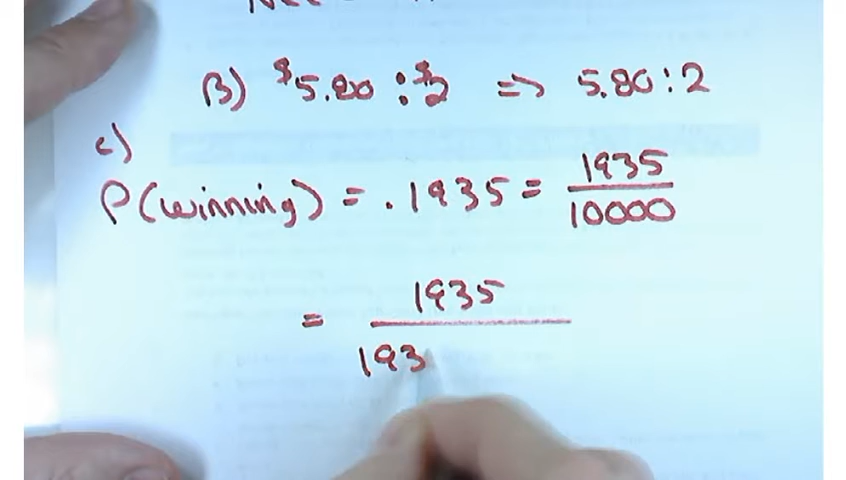 B) $5.80 : $2 => 5.80 : 2
c)
P(winning) = .1935 = 1935/10000
= 1935/193